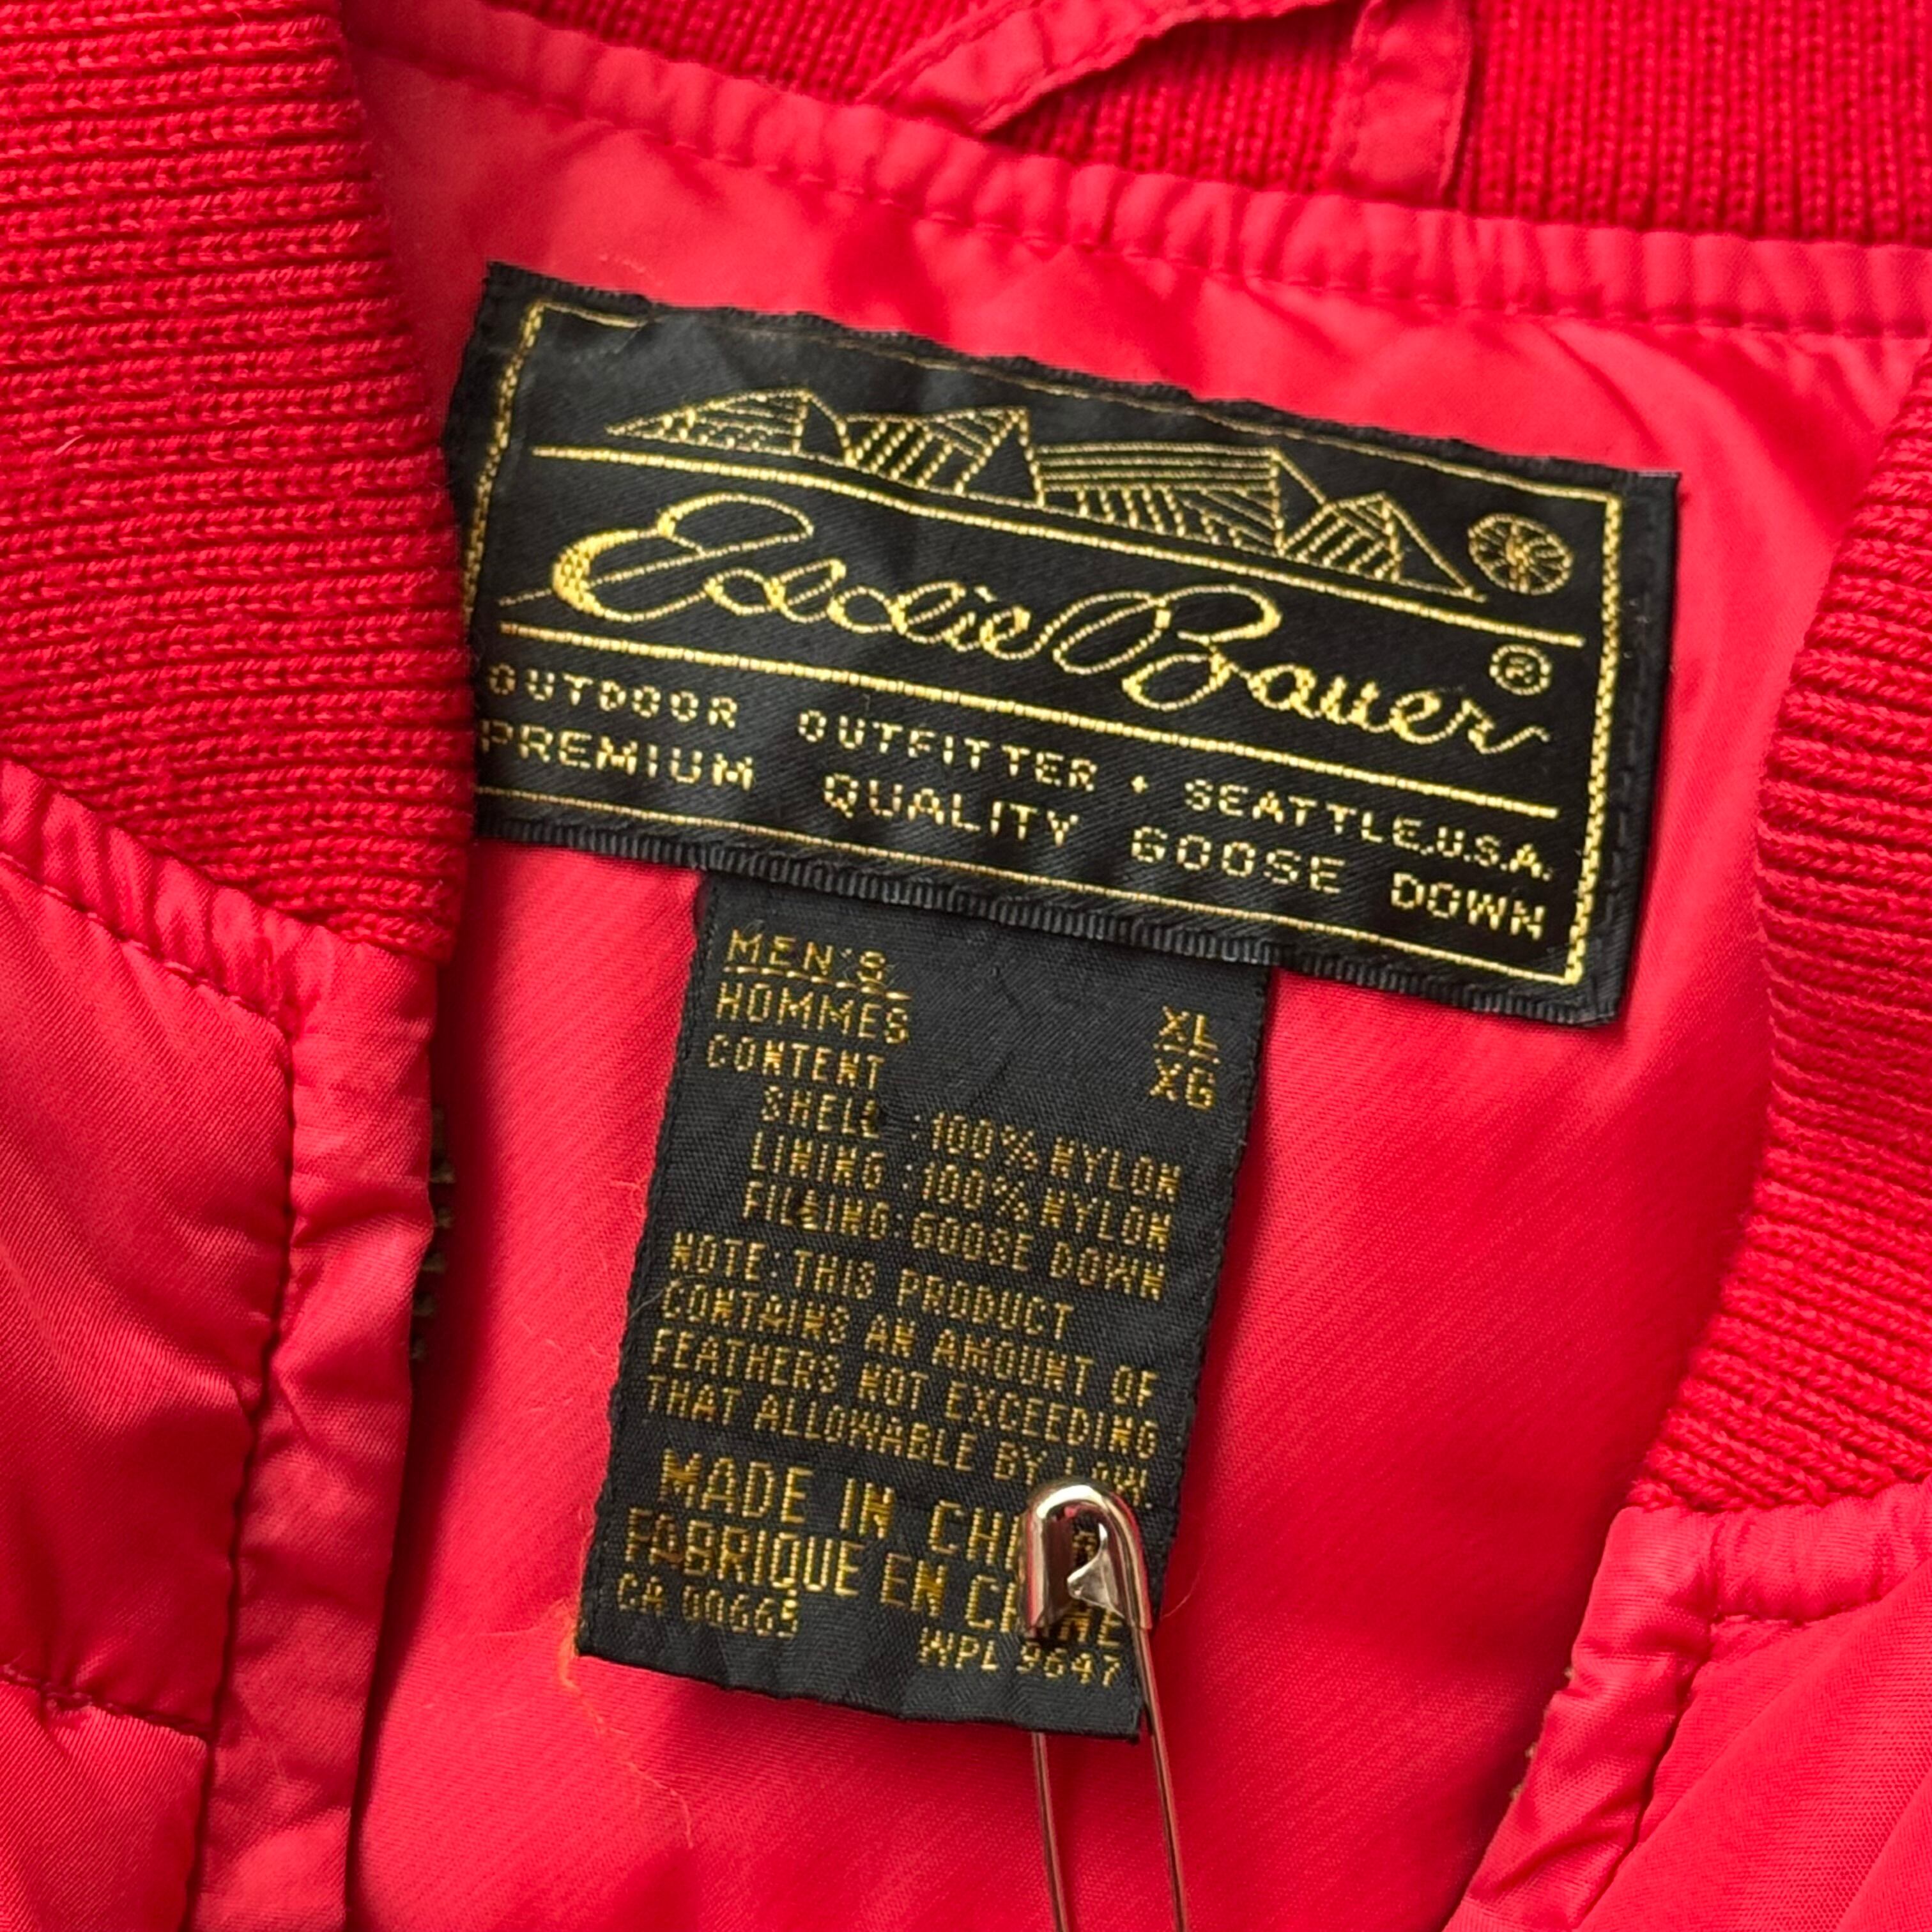 Eddie Bauer ®
OUTDOOR OUTFITTER • SEATTLE, U.S.A.
PREMIUM QUALITY GOOSE DOWN
MEN'S XL
HOMMES XG
CONTENT
SHELL : 100% NYLON
LINING : 100% NYLON
FILLING : GOOSE DOWN
NOTE: THIS PRODUCT
CONTAINS AN AMOUNT OF
FEATHERS NOT EXCEEDING
THAT ALLOWABLE BY LAW.
MADE IN CHINA
FABRIQUE EN CHINE
CA 00665 WPL 9647